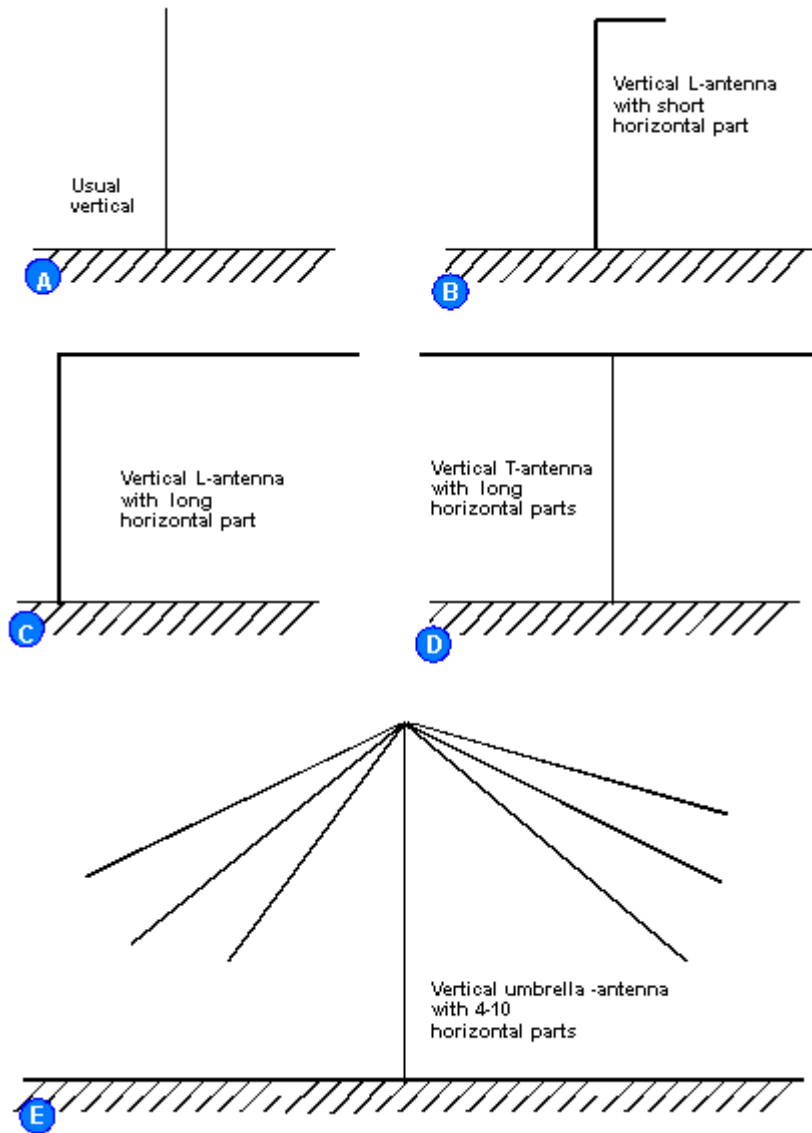 Usual
vertical
A
Vertical L-antenna
with short
horizontal part
B
Vertical L-antenna
with long
horizontal part
C
Vertical T-antenna
with long
horizontal parts
D
Vertical umbrella -antenna
with 4-10
horizontal parts
E